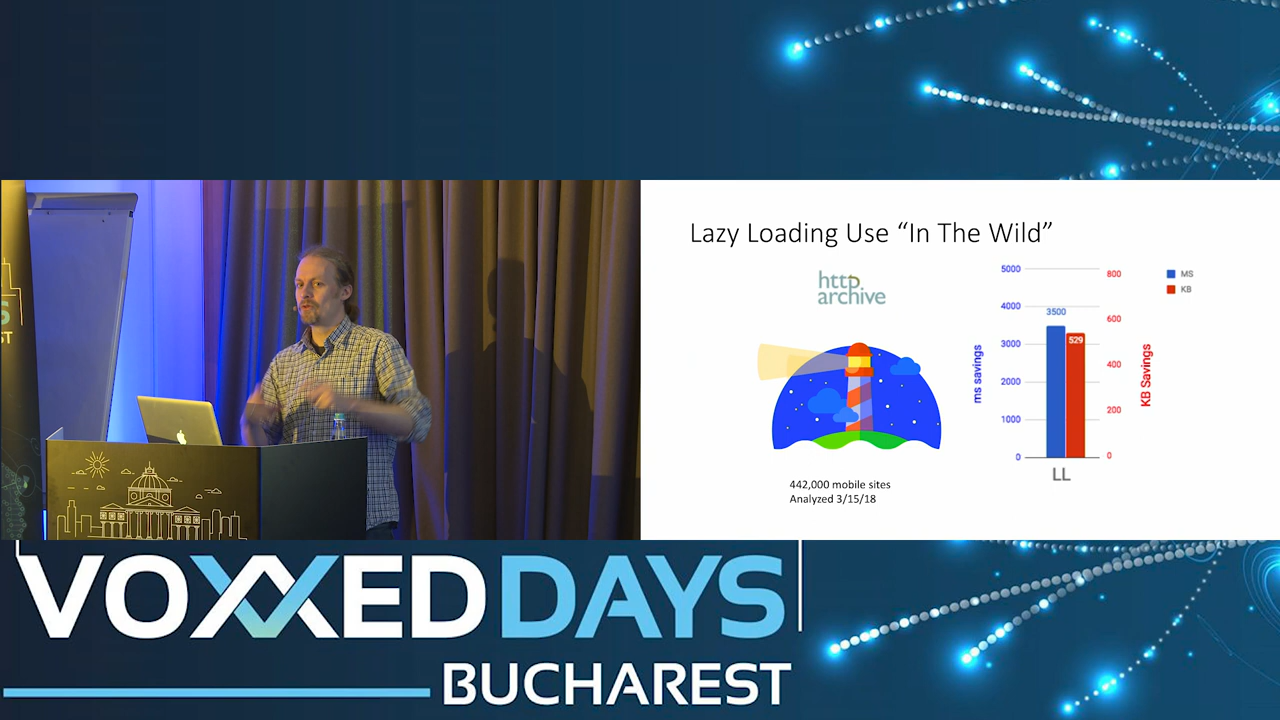 Lazy Loading Use “In The Wild”
http
archive
442,000 mobile sites
Analyzed 3/15/18
ms savings
5000
4000
3000
2000
1000
0
3500
529
LL
800
600
400
200
0
KB Savings
MS
KB
ST
VOXXED DAYS
BUCHAREST